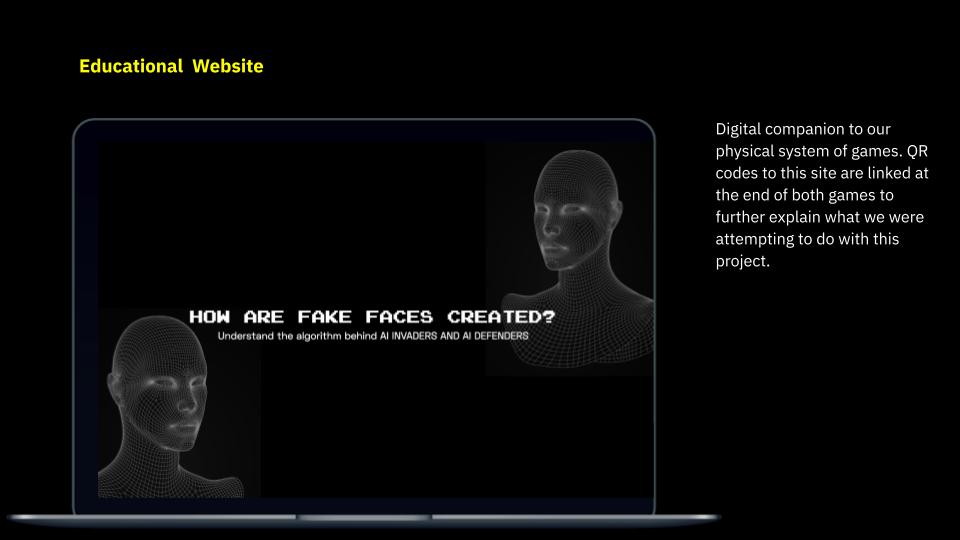 Educational Website
Digital companion to our
physical system of games. QR
codes to this site are linked at
the end of both games to
further explain what we were
attempting to do with this
project.
HOW ARE FAKE FACES CREATED?
Understand the algorithm behind AI INVADERS AND AI DEFENDERS